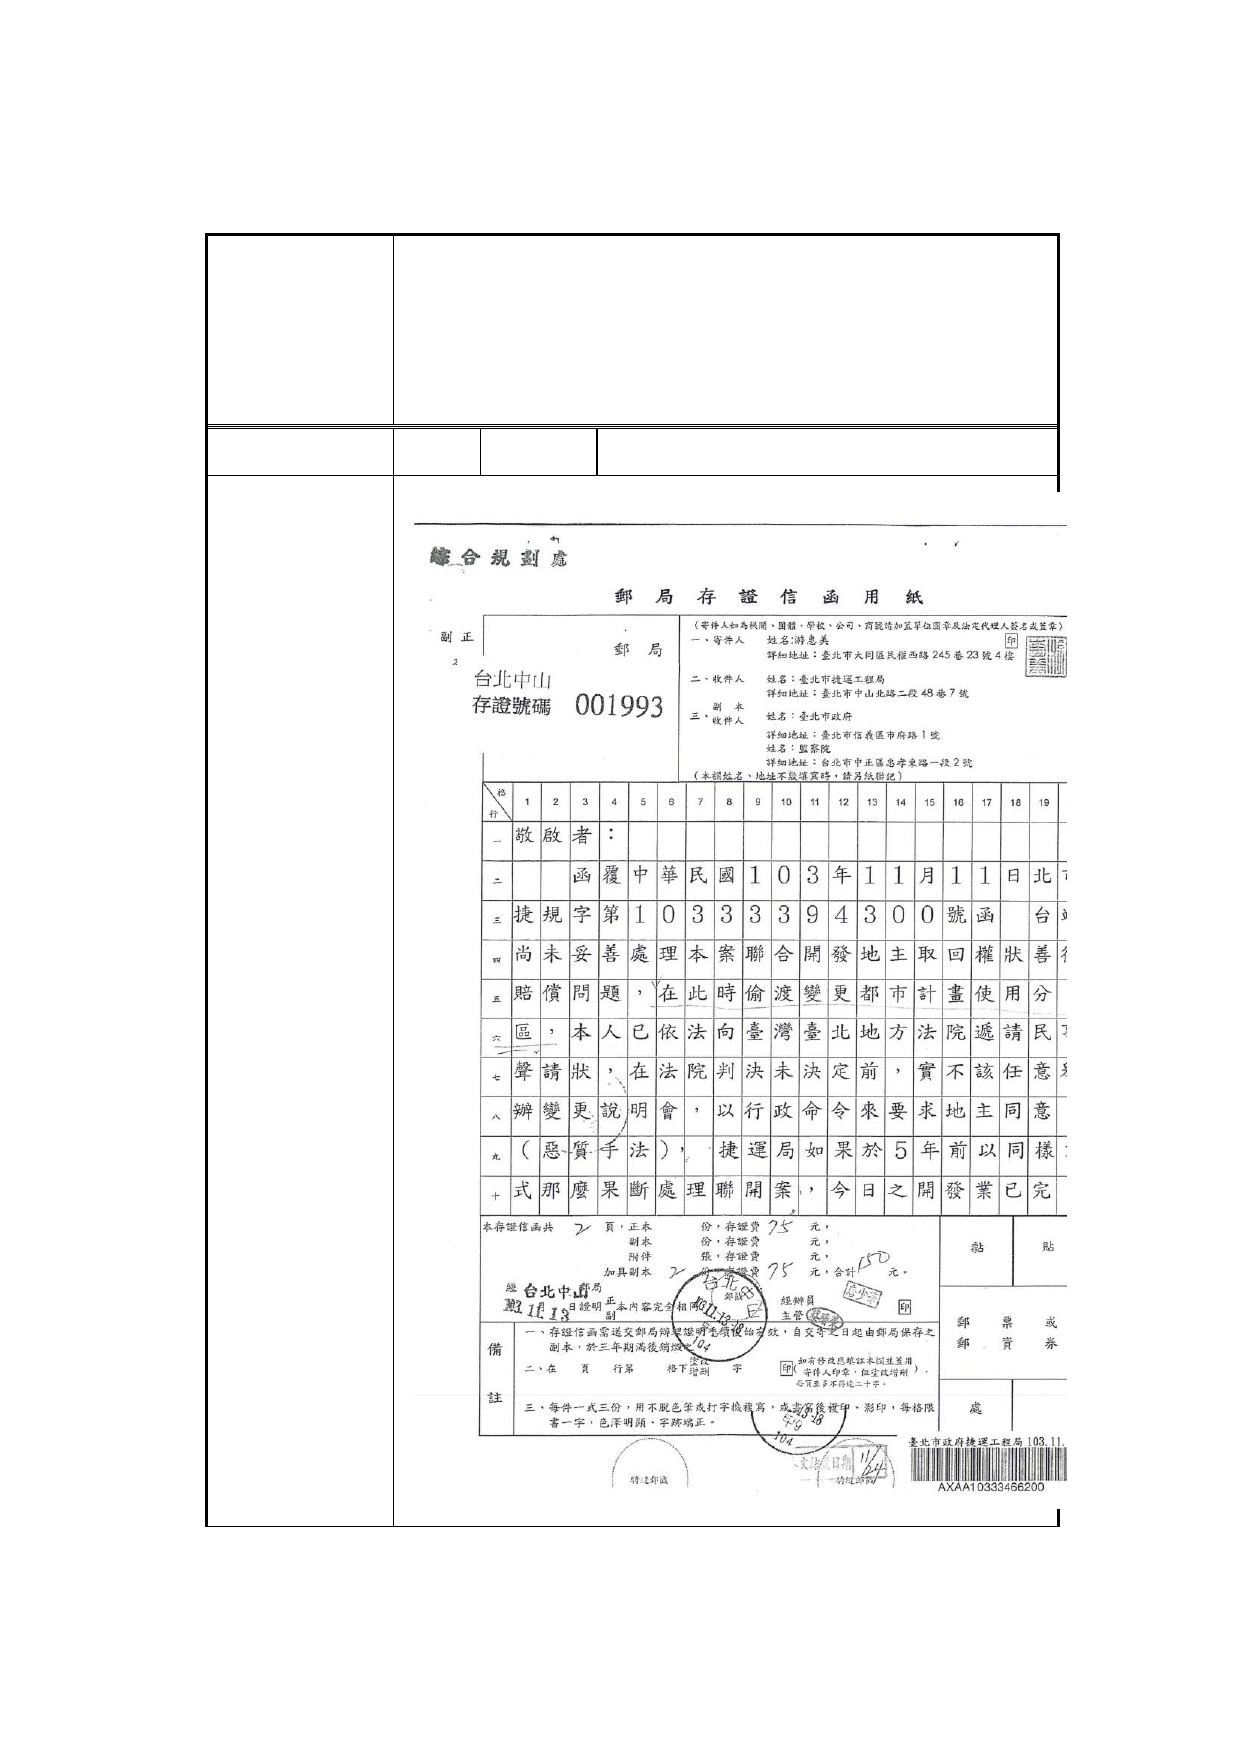 綜合規劃處
郵局存證信函用紙
副正
郵局
台北中山
存證號碼 001993
（寄件人如為機關、團體、學校、公司、商號請加蓋單位圖章及法定代理人簽名或蓋章）
一、寄件人 姓名:游惠美 印
詳細地址：臺北市大同區民權西路245巷23號4樓
二、收件人 姓名：臺北市捷運工程局
詳細地址：臺北市中山北路二段48巷7號
三、副本收件人 姓名：臺北市政府
詳細地址：臺北市信義區市府路1號
姓名：監察院
詳細地址：台北市中正區忠孝東路一段2號
（本欄姓名、地址不敷填寫時，請另紙聯記）
格 行 1 2 3 4 5 6 7 8 9 10 11 12 13 14 15 16 17 18 19
一 敬啟者：
二 函覆中華民國103年11月11日北
三 捷規字第10333394300號函 台
四 尚未妥善處理本案聯合開發地主取回權狀善
五 賠償問題，在此時偷渡變更都市計畫使用分
六 區，本人已依法向臺灣臺北地方法院遞請民
七 聲請狀，在法院判決未決定前，實不該任意
八 辦變更說明會，以行政命令來要求地主同意
九 （惡質手法），捷運局如果於5年前以同樣
十 式那麼果斷處理聯開案，今日之開發業已完
本存證信函共 2 頁，正本 份，存證費 75 元，
副本 份，存證費 元，
附件 張，存證費 元，
加具副本 2 份，存證費 75 元，合計 150 元。
黏 貼
經 台北中山郵局
103.11.13日證明正副本內容完全相同
經辦員
主管 印
郵 票 或
郵 資 券
處
備註
一、存證信函需送交郵局辦理證明手續後始有效，自交寄之日起由郵局保存之
副本，於三年期滿後銷燬之。
二、在 頁 行第 格下塗改增刪 字 印（如有修改應填註本欄並蓋用
寄件人印章，但塗改增刪）．
每頁至多不得逾二十字。
三、每件一式三份，用不脫色筆或打字機複寫，或書寫後複印、影印，每格限
書一字，色澤明顯、字跡端正。
騎縫郵戳 騎縫郵戳
11/24
臺北市政府捷運工程局 103.11.
AXAA10333466200